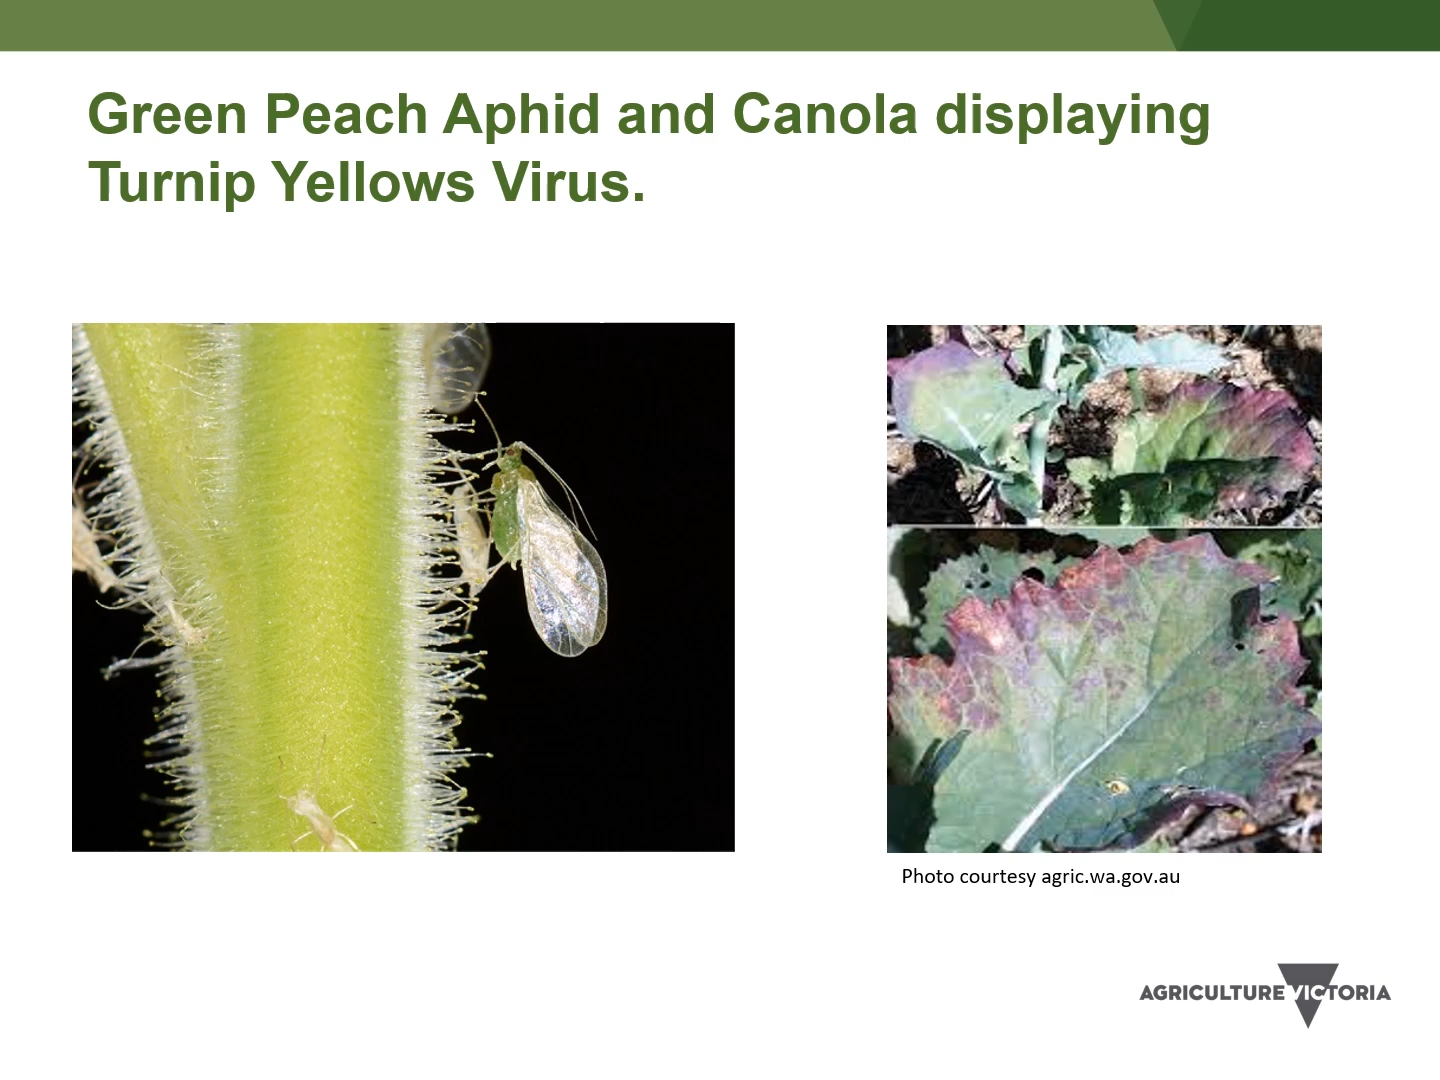 Green Peach Aphid and Canola displaying
Turnip Yellows Virus.
Photo courtesy agric.wa.gov.au
AGRICULTURE VICTORIA